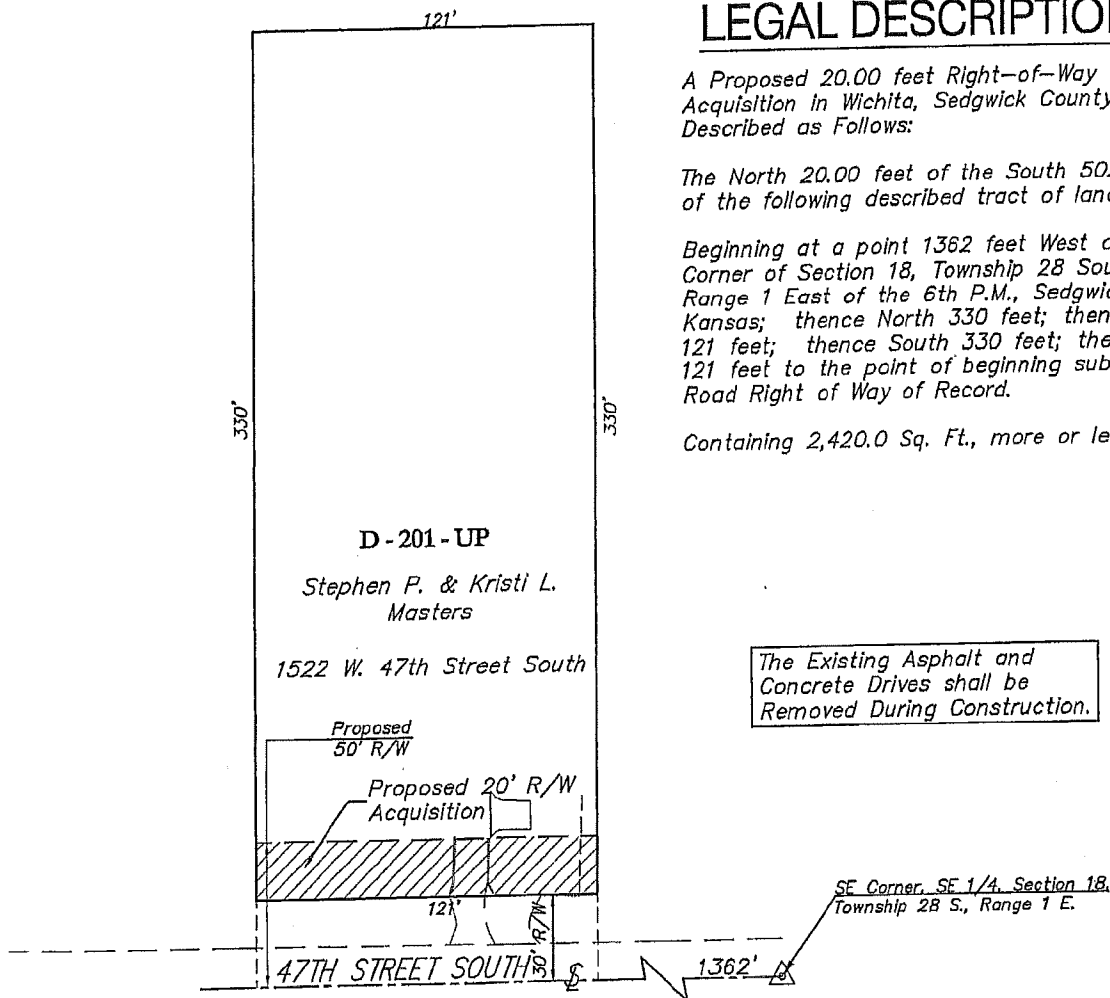 121'
LEGAL DESCRIPTION
A Proposed 20.00 feet Right-of-Way
Acquisition in Wichita, Sedgwick County
Described as Follows:
The North 20.00 feet of the South 50.
of the following described tract of land
Beginning at a point 1362 feet West o
Corner of Section 18, Township 28 Sou
Range 1 East of the 6th P.M., Sedgwic
Kansas; thence North 330 feet; then
121 feet; thence South 330 feet; the
121 feet to the point of beginning sub
Road Right of Way of Record.
Containing 2,420.0 Sq. Ft., more or le
330'
330'
D - 201 - UP
Stephen P. & Kristi L.
Masters
1522 W. 47th Street South
The Existing Asphalt and
Concrete Drives shall be
Removed During Construction.
Proposed
50' R/W
Proposed 20' R/W
Acquisition
121'
30' R/W
SE Corner, SE 1/4, Section 18,
Township 28 S., Range 1 E.
47TH STREET SOUTH
1362'